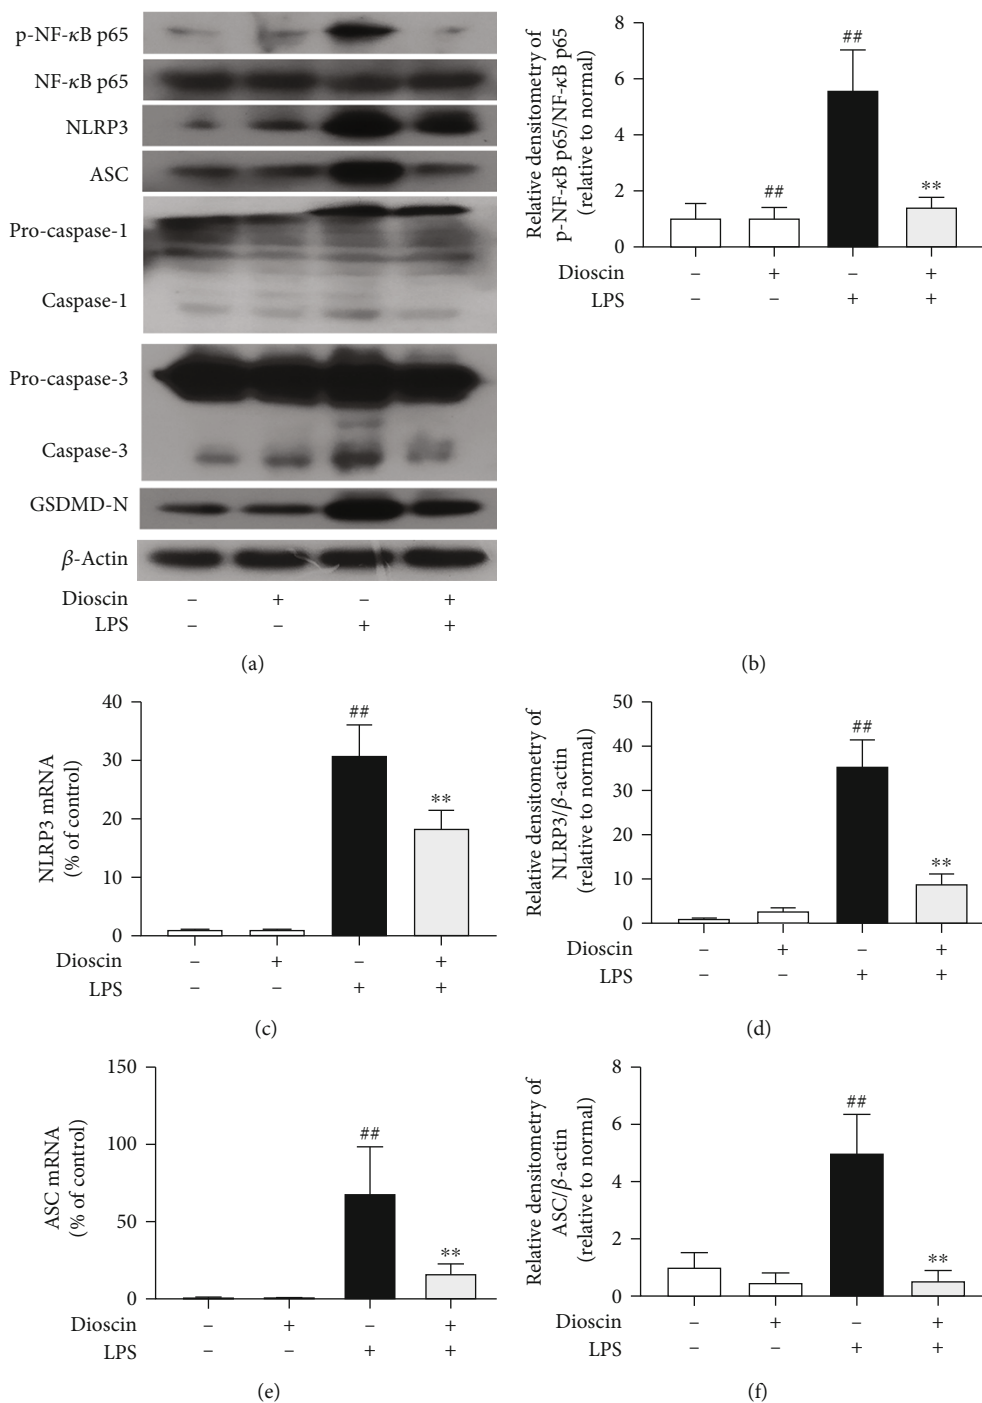 p-NF-κB p65
NF-κB p65
NLRP3
ASC
Pro-caspase-1
Caspase-1
Pro-caspase-3
Caspase-3
GSDMD-N
β-Actin
Dioscin – + – +
LPS – – + +
(a)
Relative densitometry of
p-NF-κB p65/NF-κB p65
(relative to normal)
8
6
4
2
0
##
##
**
Dioscin – + – +
LPS – – + +
(b)
NLRP3 mRNA
(% of control)
40
30
20
10
0
##
**
Dioscin – + – +
LPS – – + +
(c)
Relative densitometry of
NLRP3/β-actin
(relative to normal)
50
40
30
20
10
0
##
**
Dioscin – + – +
LPS – – + +
(d)
ASC mRNA
(% of control)
150
100
50
0
##
**
Dioscin – + – +
LPS – – + +
(e)
Relative densitometry of
ASC/β-actin
(relative to normal)
8
6
4
2
0
##
**
Dioscin – + – +
LPS – – + +
(f)